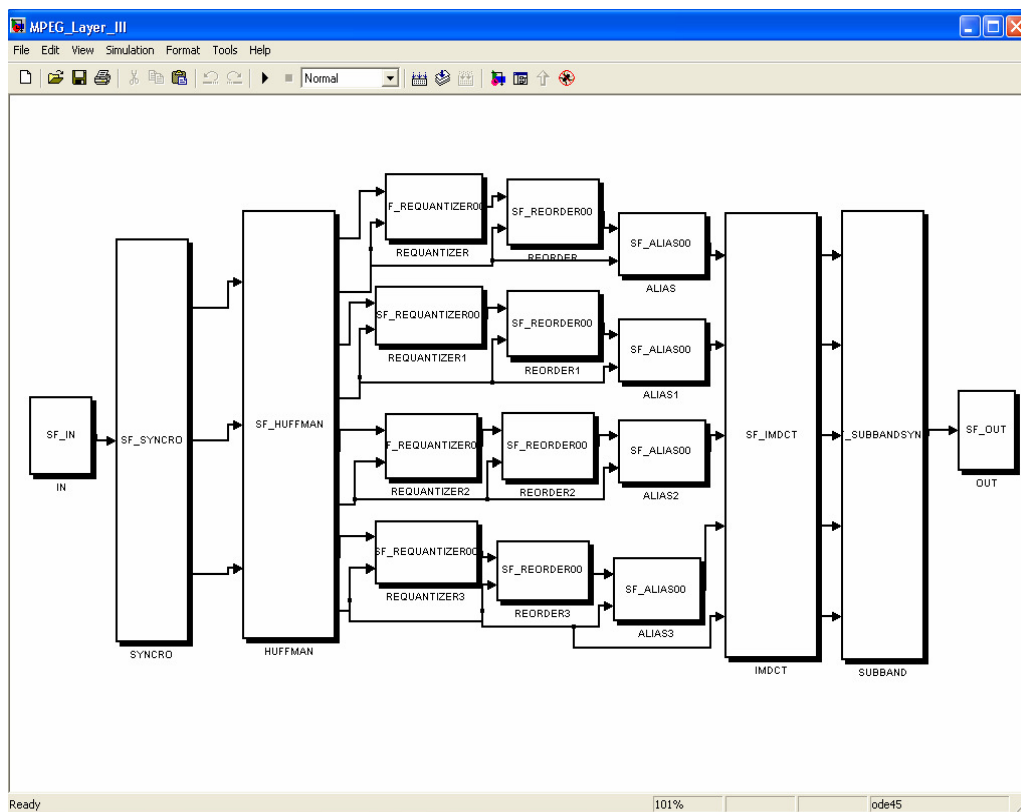 MPEG_Layer_III
File Edit View Simulation Format Tools Help
Normal
F_REQUANTIZER00
REQUANTIZER
SF_REORDER00
REORDER
SF_ALIAS00
ALIAS
SF_REQUANTIZER00
REQUANTIZER1
SF_REORDER00
REORDER1
SF_ALIAS00
ALIAS1
SF_IN
IN
SF_SYNCRO
SYNCRO
SF_HUFFMAN
HUFFMAN
F_REQUANTIZER00
REQUANTIZER2
SF_REORDER00
REORDER2
SF_ALIAS00
ALIAS2
SF_REQUANTIZER00
REQUANTIZER3
SF_REORDER00
REORDER3
SF_ALIAS00
ALIAS3
SF_IMDCT
IMDCT
_SUBBANDSYN
SUBBAND
SF_OUT
OUT
Ready 101% ode45